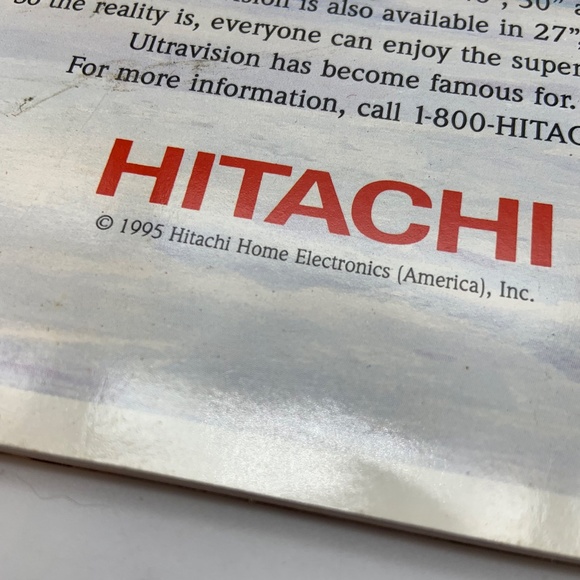 is also available in 27"
the reality is, everyone can enjoy the super
Ultravision has become famous for.
For more information, call 1-800-HITAC
HITACHI
© 1995 Hitachi Home Electronics (America), Inc.